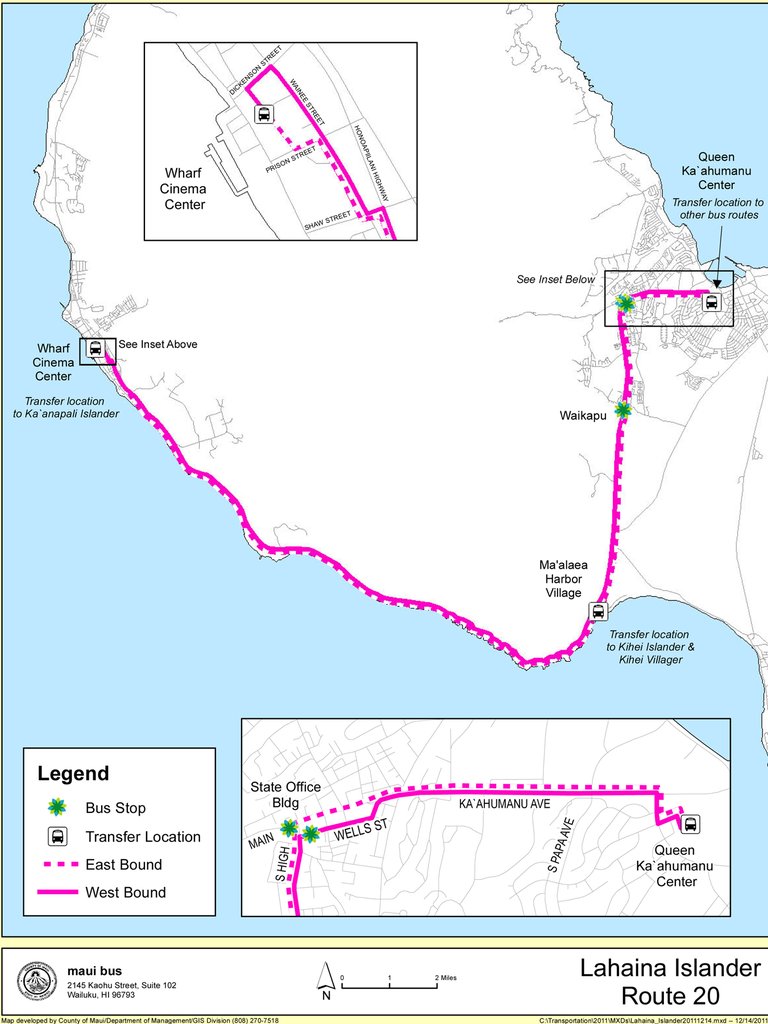 DICKENSON STREET
WAINEE STREET
HONOAPIILANI HIGHWAY
PRISON STREET
SHAW STREET
Wharf
Cinema
Center
Queen
Ka`ahumanu
Center
Transfer location to
other bus routes
See Inset Below
Wharf
Cinema
Center
See Inset Above
Transfer location
to Ka`anapali Islander
Waikapu
Ma'alaea
Harbor
Village
Transfer location
to Kihei Islander &
Kihei Villager
Legend
Bus Stop
Transfer Location
East Bound
West Bound
State Office
Bldg
MAIN
WELLS ST
S HIGH
KA`AHUMANU AVE
S PAPA AVE
Queen
Ka`ahumanu
Center
maui bus
2145 Kaohu Street, Suite 102
Wailuku, HI 96793
N
0 1 2 Miles
Lahaina Islander
Route 20
Map developed by County of Maui/Department of Management/GIS Division (808) 270-7518
C:\Transportation\2011\MXDs\Lahaina_Islander20111214.mxd -- 12/14/2011